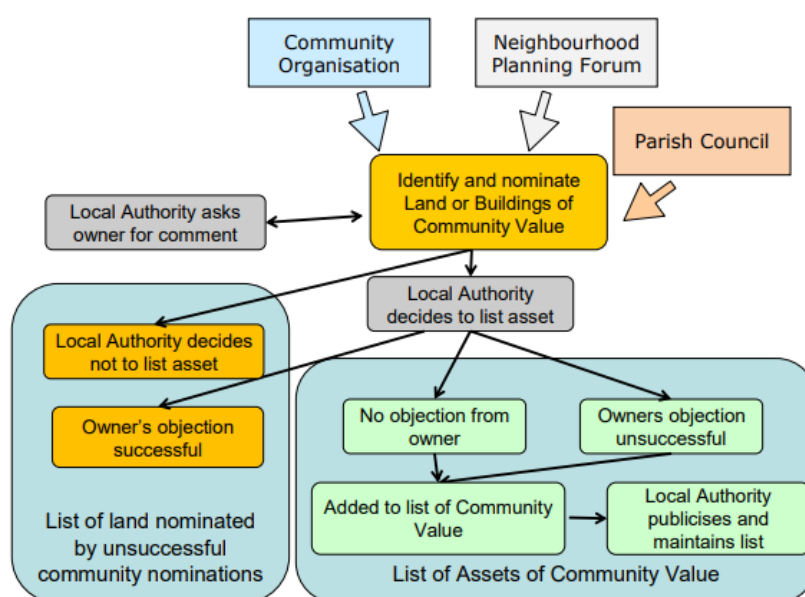 Community
Organisation
Neighbourhood
Planning Forum
Parish Council
Identify and nominate
Land or Buildings of
Community Value
Local Authority asks
owner for comment
Local Authority
decides to list asset
Local Authority decides
not to list asset
Owner's objection
successful
No objection from
owner
Owners objection
unsuccessful
Added to list of Community
Value
Local Authority
publicises and
maintains list
List of land nominated
by unsuccessful
community nominations
List of Assets of Community Value